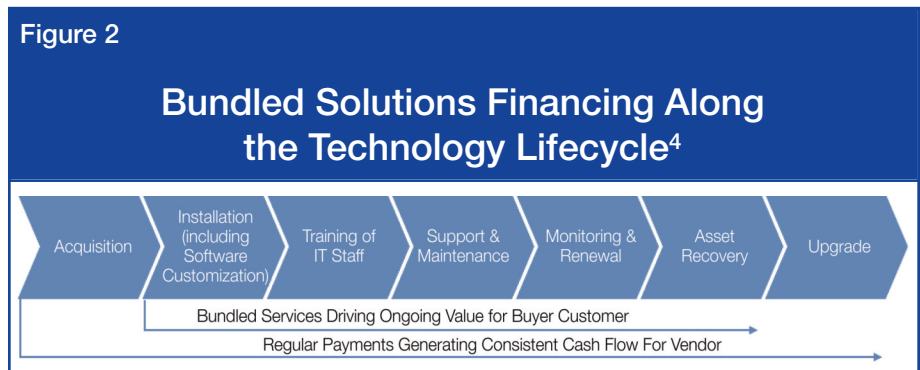 Figure 2
Bundled Solutions Financing Along
the Technology Lifecycle⁴
Acquisition
Installation
(including
Software
Customization)
Training of
IT Staff
Support &
Maintenance
Monitoring &
Renewal
Asset
Recovery
Upgrade
Bundled Services Driving Ongoing Value for Buyer Customer
Regular Payments Generating Consistent Cash Flow For Vendor